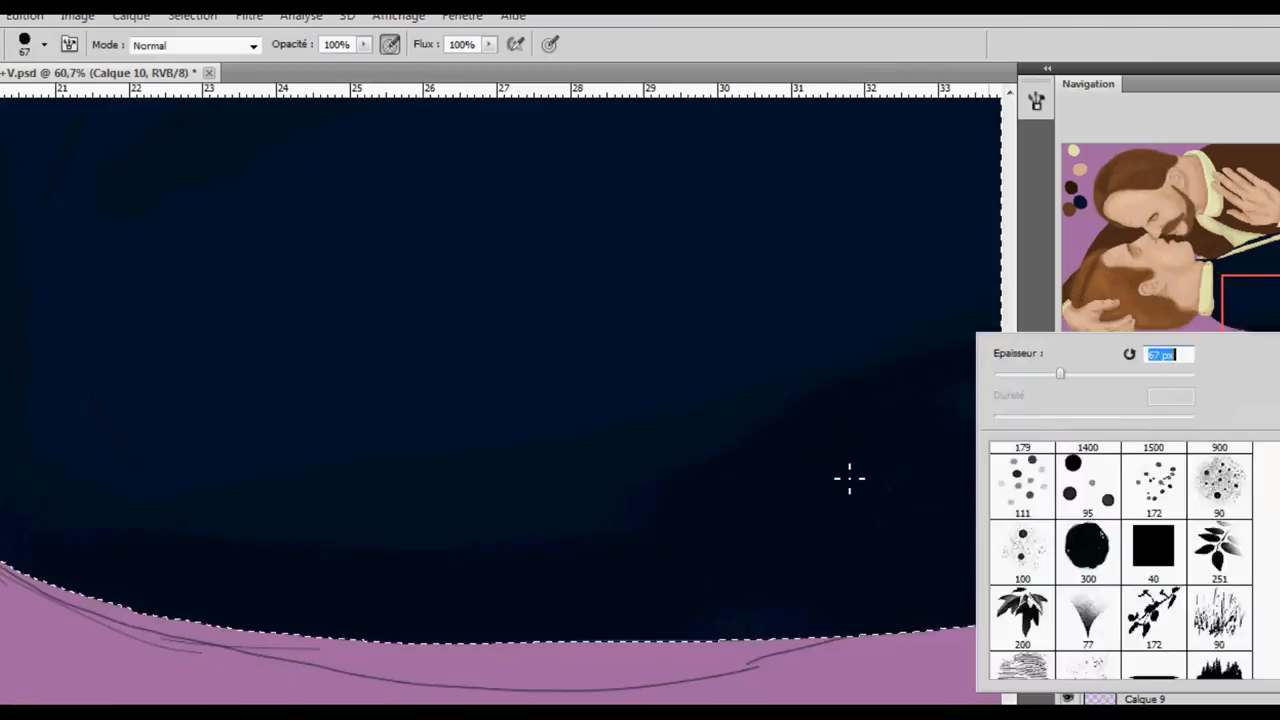 Edition Image Calque Sélection Filtre Analyse 3D Affichage Fenêtre Aide
67 Mode : Normal Opacité : 100% Flux : 100%
+V.psd @ 60,7% (Calque 10, RVB/8) *
21 22 23 24 25 26 27 28 29 30 31 32 33
Navigation
Epaisseur : 67 px
Dureté
179 1400 1500 900
111 95 172 90
100 300 40 251
200 77 172 90
Calque 9